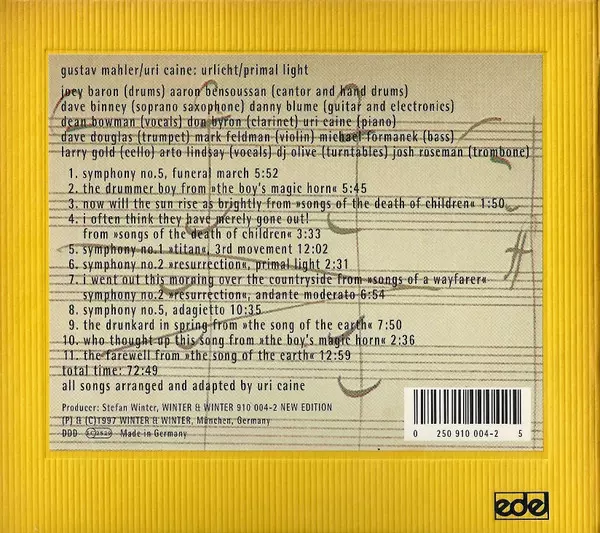 gustav mahler/uri caine: urlicht/primal light
joey baron (drums) aaron bensoussan (cantor and hand drums)
dave binney (soprano saxophone) danny blume (guitar and electronics)
dean bowman (vocals) don byron (clarinet) uri caine (piano)
dave douglas (trumpet) mark feldman (violin) michael formanek (bass)
larry gold (cello) arto lindsay (vocals) dj olive (turntables) josh roseman (trombone)
1. symphony no.5, funeral march 5:52
2. the drummer boy from »the boy's magic horn« 5:45
3. now will the sun rise as brightly from »songs of the death of children« 1:50
4. i often think they have merely gone out!
from »songs of the death of children« 3:33
5. symphony no.1 »titan«, 3rd movement 12:02
6. symphony no.2 »resurrection«, primal light 2:31
7. i went out this morning over the countryside from »songs of a wayfarer«
symphony no.2 »resurrection«, andante moderato 6:54
8. symphony no.5, adagietto 10:35
9. the drunkard in spring from »the song of the earth« 7:50
10. who thought up this song from »the boy's magic horn« 2:36
11. the farewell from »the song of the earth« 12:59
total time: 72:49
all songs arranged and adapted by uri caine
Producer: Stefan Winter, WINTER & WINTER 910 004-2 NEW EDITION
(P) & (C)1997 WINTER & WINTER, München, Germany
DDD Made in Germany
0 250 910 004-2 5
edel